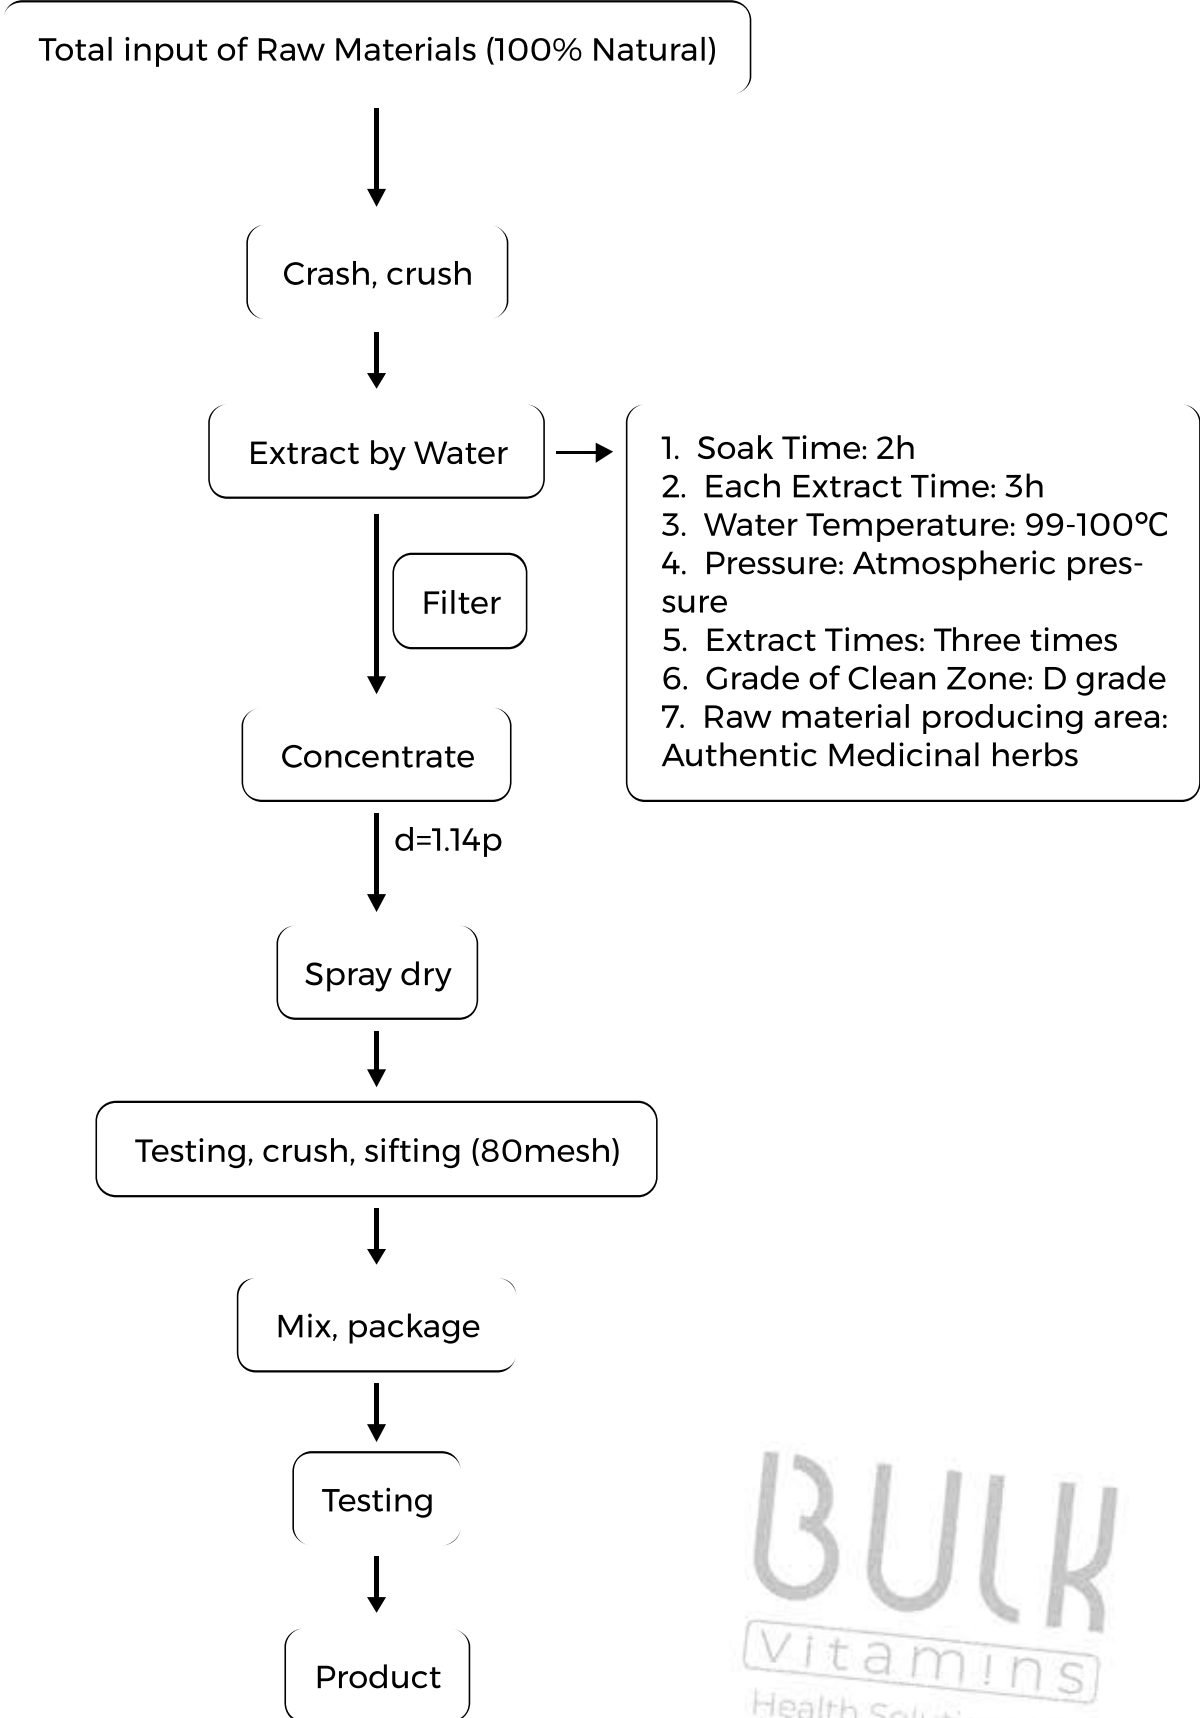 Total input of Raw Materials (100% Natural)
Crash, crush
Extract by Water
1. Soak Time: 2h
2. Each Extract Time: 3h
3. Water Temperature: 99-100℃
4. Pressure: Atmospheric pres-
sure
5. Extract Times: Three times
6. Grade of Clean Zone: D grade
7. Raw material producing area:
Authentic Medicinal herbs
Filter
Concentrate
d=1.14p
Spray dry
Testing, crush, sifting (80mesh)
Mix, package
Testing
Product
BULK
Vitamins
Health